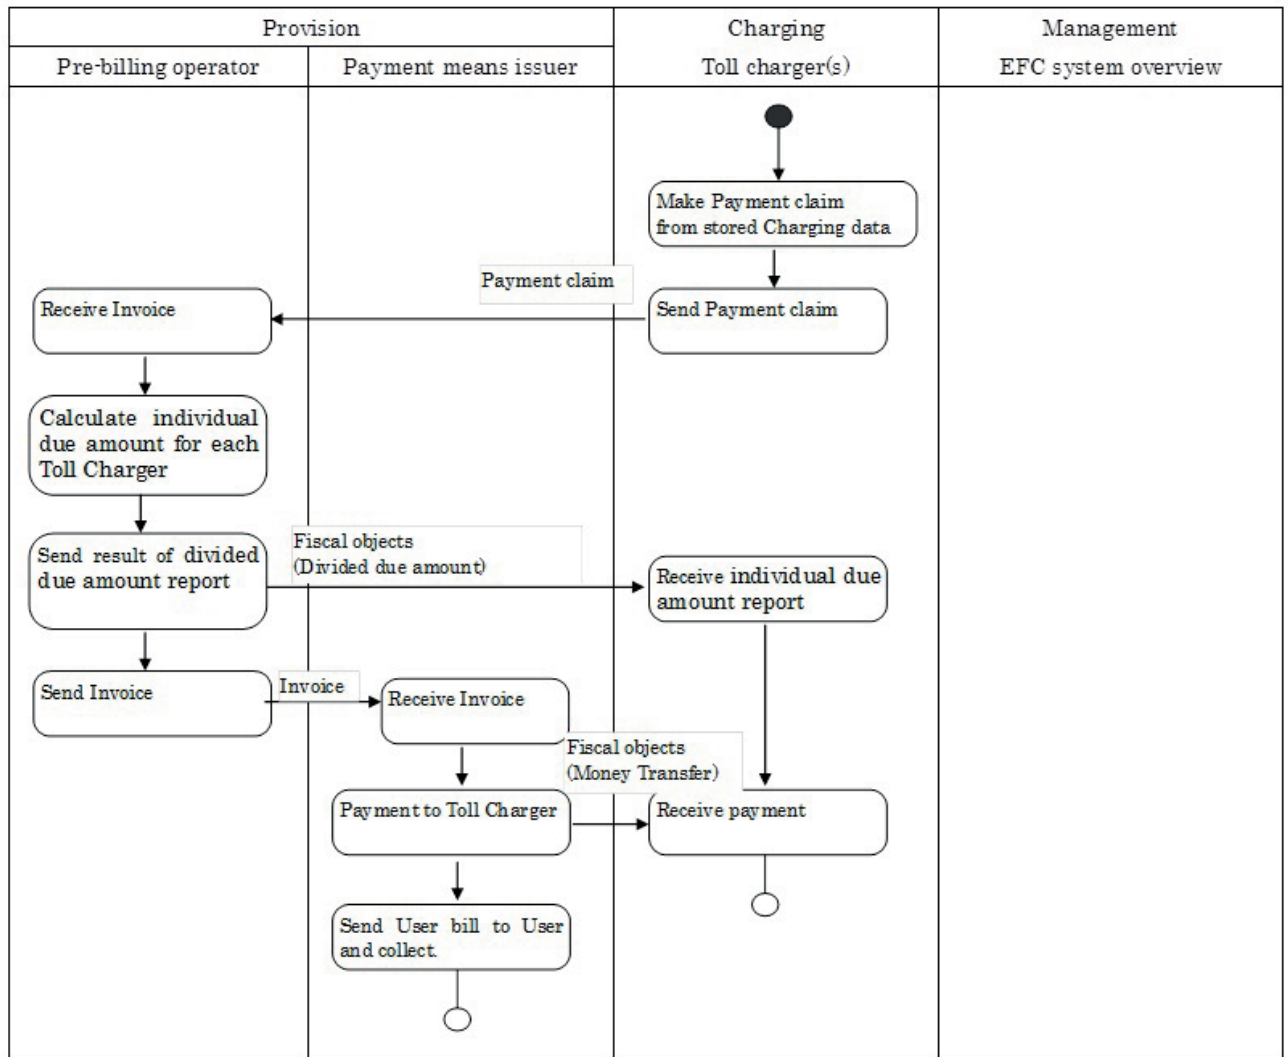 Provision
Charging
Management
Pre-billing operator
Payment means issuer
Toll charger(s)
EFC system overview
Make Payment claim
from stored Charging data
Payment claim
Receive Invoice
Send Payment claim
Calculate individual
due amount for each
Toll Charger
Send result of divided
due amount report
Fiscal objects
(Divided due amount)
Receive individual due
amount report
Send Invoice
Invoice
Receive Invoice
Fiscal objects
(Money Transfer)
Payment to Toll Charger
Receive payment
Send User bill to User
and collect.